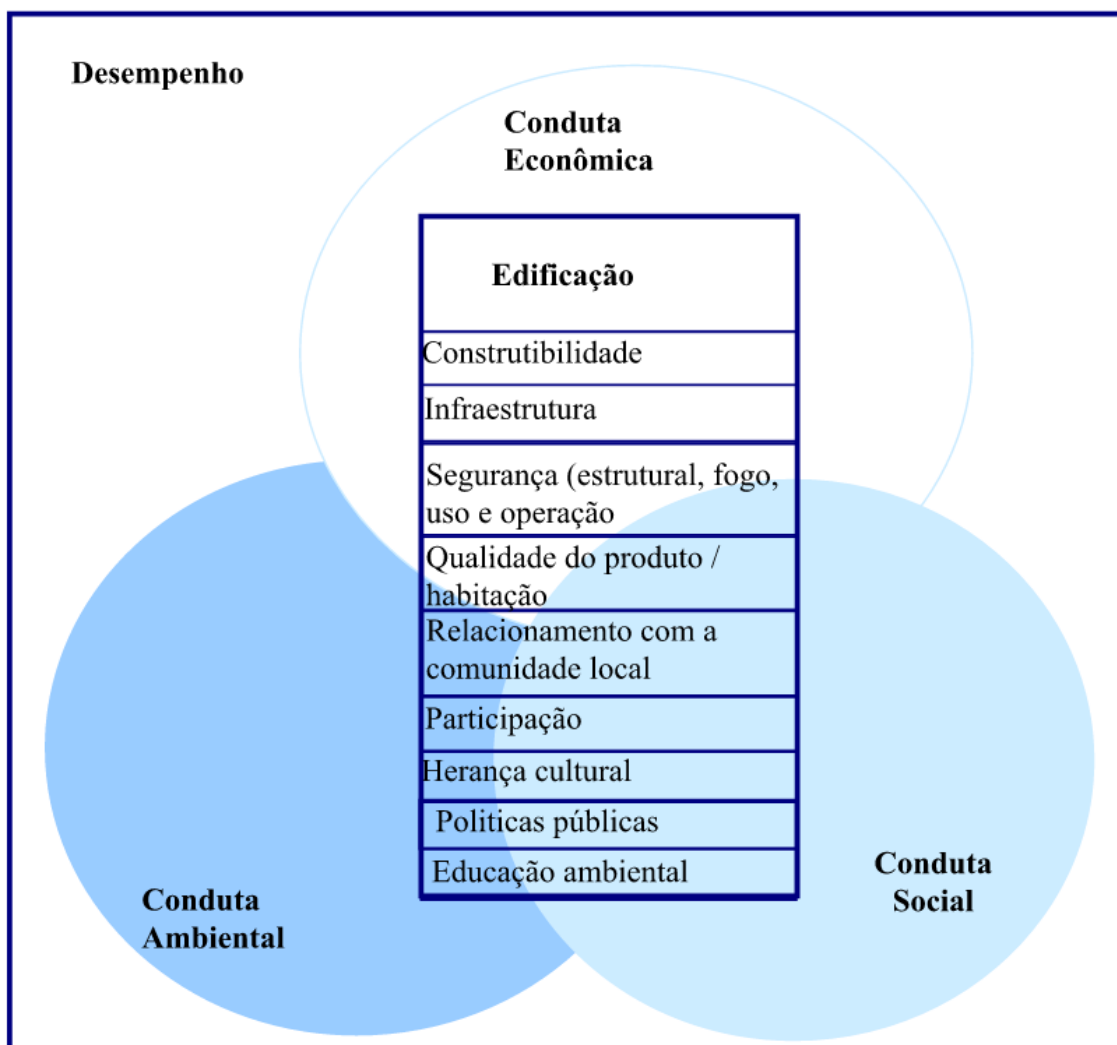 Desempenho
Conduta
Econômica
Edificação
Construtibilidade
Infraestrutura
Segurança (estrutural, fogo,
uso e operação
Qualidade do produto /
habitação
Relacionamento com a
comunidade local
Participação
Herança cultural
Politicas públicas
Educação ambiental
Conduta
Ambiental
Conduta
Social